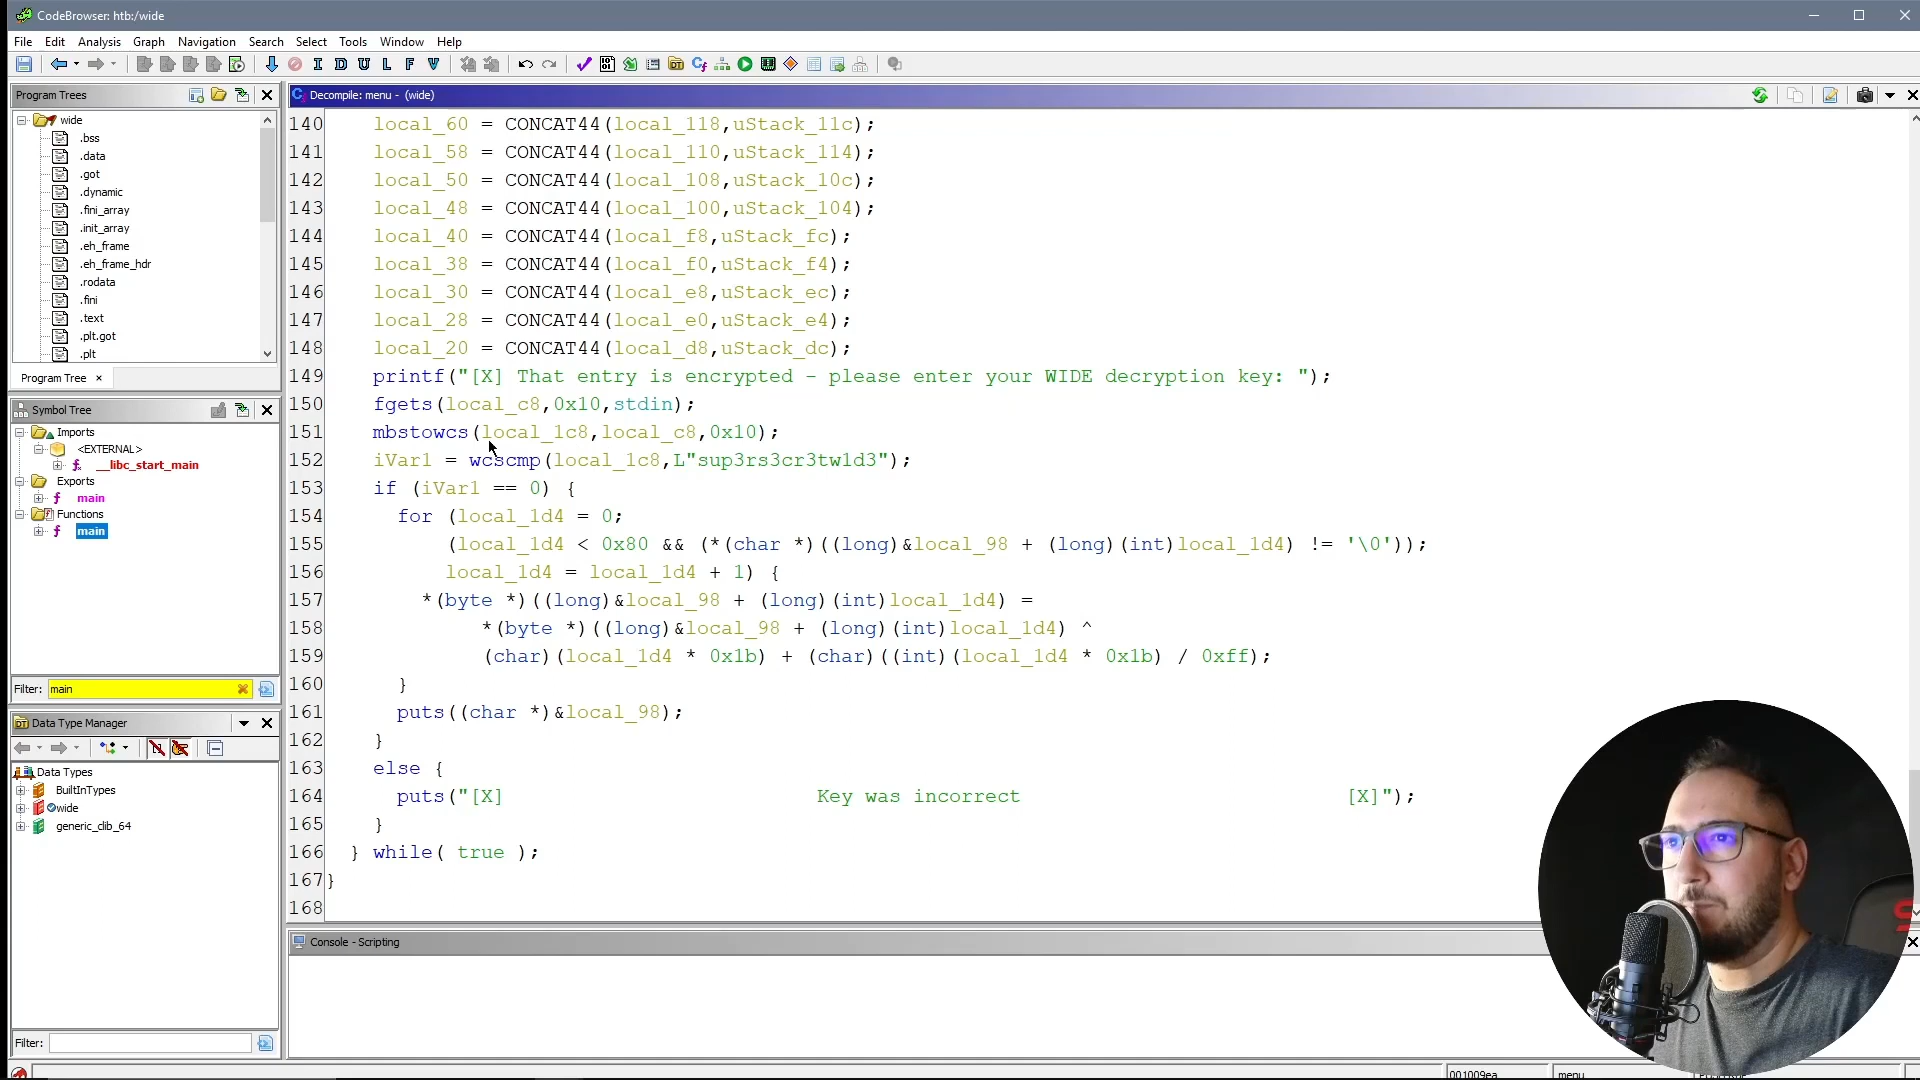 CodeBrowser: htb:/wide
File Edit Analysis Graph Navigation Search Select Tools Window Help
I D U L F V
Program Trees
wide
.bss
.data
.got
.dynamic
.fini_array
.init_array
.eh_frame
.eh_frame_hdr
.rodata
.fini
.text
.plt.got
.plt
Program Tree ×
Symbol Tree
Imports
<EXTERNAL>
__libc_start_main
Exports
f main
Functions
f main
Filter: main
Data Type Manager
Data Types
BuiltInTypes
wide
generic_clib_64
Filter:
Decompile: menu - (wide)
140 local_60 = CONCAT44(local_118,uStack_11c);
141 local_58 = CONCAT44(local_110,uStack_114);
142 local_50 = CONCAT44(local_108,uStack_10c);
143 local_48 = CONCAT44(local_100,uStack_104);
144 local_40 = CONCAT44(local_f8,uStack_fc);
145 local_38 = CONCAT44(local_f0,uStack_f4);
146 local_30 = CONCAT44(local_e8,uStack_ec);
147 local_28 = CONCAT44(local_e0,uStack_e4);
148 local_20 = CONCAT44(local_d8,uStack_dc);
149 printf("[X] That entry is encrypted - please enter your WIDE decryption key: ");
150 fgets(local_c8,0x10,stdin);
151 mbstowcs(local_1c8,local_c8,0x10);
152 iVar1 = wcscmp(local_1c8,L"sup3rs3cr3tw1d3");
153 if (iVar1 == 0) {
154 for (local_1d4 = 0;
155 (local_1d4 < 0x80 && (*(char *)((long)&local_98 + (long)(int)local_1d4) != '\0'));
156 local_1d4 = local_1d4 + 1) {
157 *(byte *)((long)&local_98 + (long)(int)local_1d4) =
158 *(byte *)((long)&local_98 + (long)(int)local_1d4) ^
159 (char)(local_1d4 * 0x1b) + (char)((int)(local_1d4 * 0x1b) / 0xff);
160 }
161 puts((char *)&local_98);
162 }
163 else {
164 puts("[X] Key was incorrect [X]");
165 }
166 } while( true );
167 }
168
Console - Scripting
001009ea menu